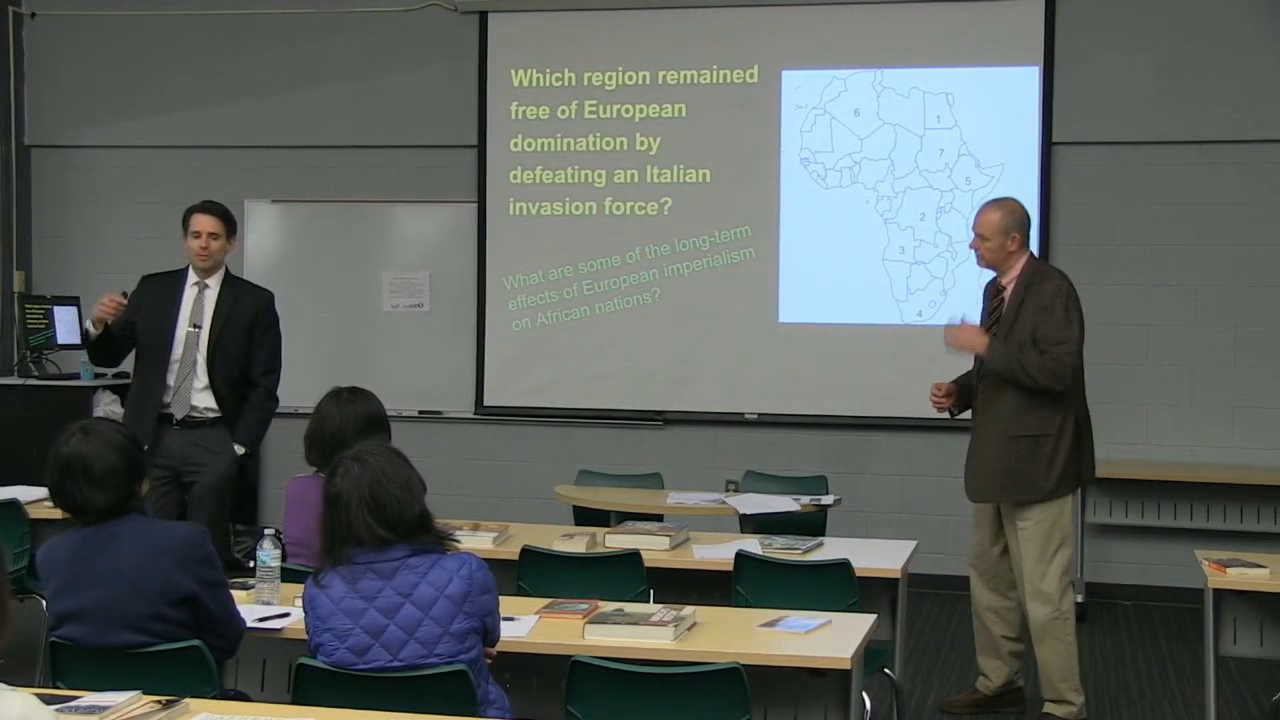 Which region remained
free of European
domination by
defeating an Italian
invasion force?
What are some of the long-term
effects of European imperialism
on African nations?
6
1
7
5
2
3
4